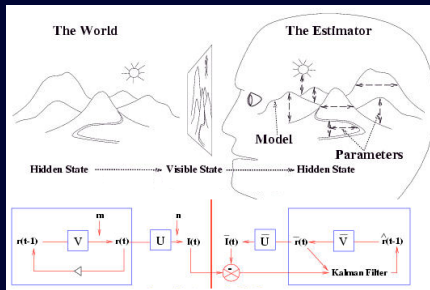 The World
The Estimator
Model
Parameters
Hidden State
Visible State
Hidden State
m
n
r(t-1)
V
r(t)
U
I(t)
I̅(t)
U̅
r̅(t)
V̅
r̂(t-1)
-
Kalman Filter